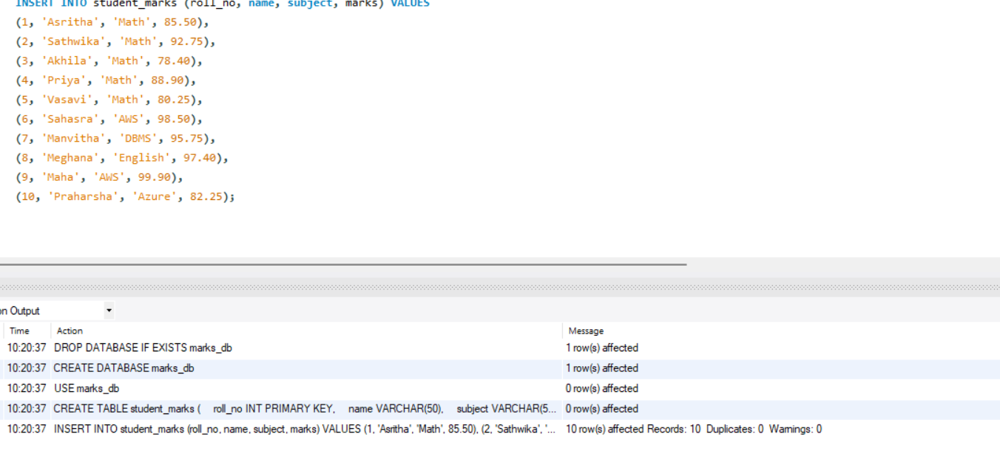 INSERT INTO student_marks (roll_no, name, subject, marks) VALUES
(1, 'Asritha', 'Math', 85.50),
(2, 'Sathwika', 'Math', 92.75),
(3, 'Akhila', 'Math', 78.40),
(4, 'Priya', 'Math', 88.90),
(5, 'Vasavi', 'Math', 80.25),
(6, 'Sahasra', 'AWS', 98.50),
(7, 'Manvitha', 'DBMS', 95.75),
(8, 'Meghana', 'English', 97.40),
(9, 'Maha', 'AWS', 99.90),
(10, 'Praharsha', 'Azure', 82.25);
on Output
Time Action Message
10:20:37 DROP DATABASE IF EXISTS marks_db 1 row(s) affected
10:20:37 CREATE DATABASE marks_db 1 row(s) affected
10:20:37 USE marks_db 0 row(s) affected
10:20:37 CREATE TABLE student_marks ( roll_no INT PRIMARY KEY, name VARCHAR(50), subject VARCHAR(5... 0 row(s) affected
10:20:37 INSERT INTO student_marks (roll_no, name, subject, marks) VALUES (1, 'Asritha', 'Math', 85.50), (2, 'Sathwika', '... 10 row(s) affected Records: 10 Duplicates: 0 Warnings: 0